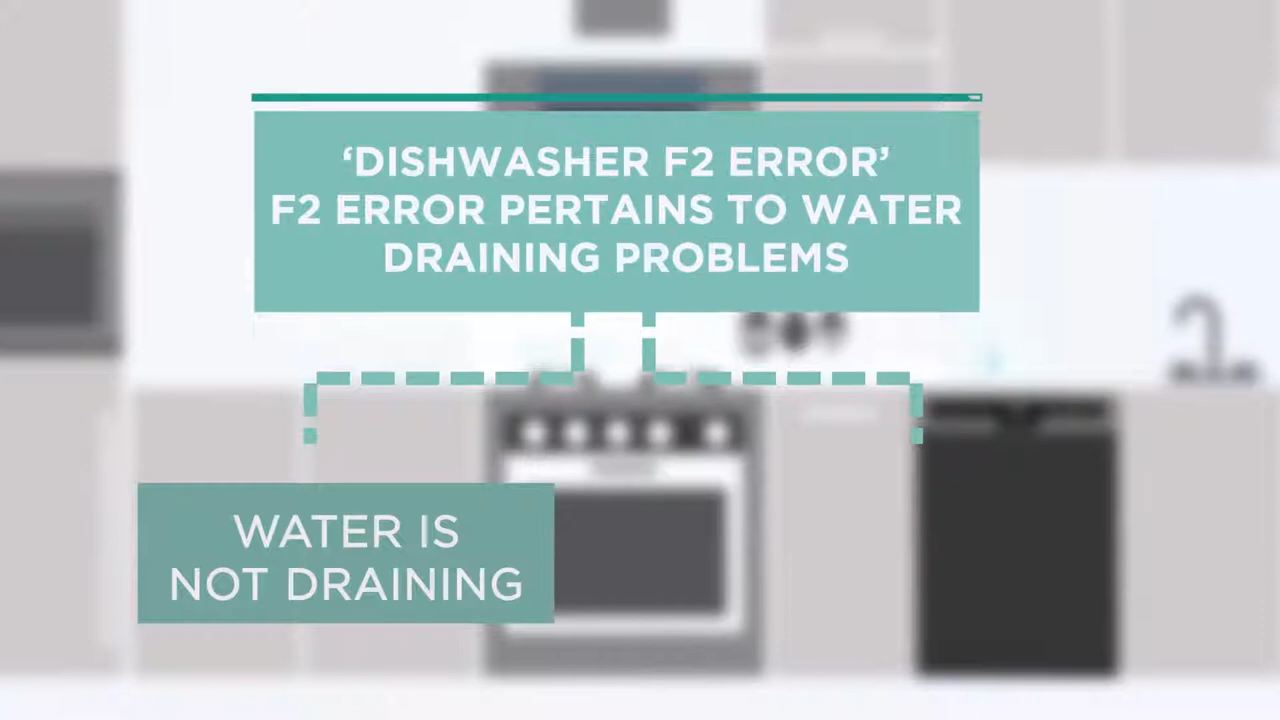 ‘DISHWASHER F2 ERROR’
F2 ERROR PERTAINS TO WATER
DRAINING PROBLEMS
WATER IS
NOT DRAINING